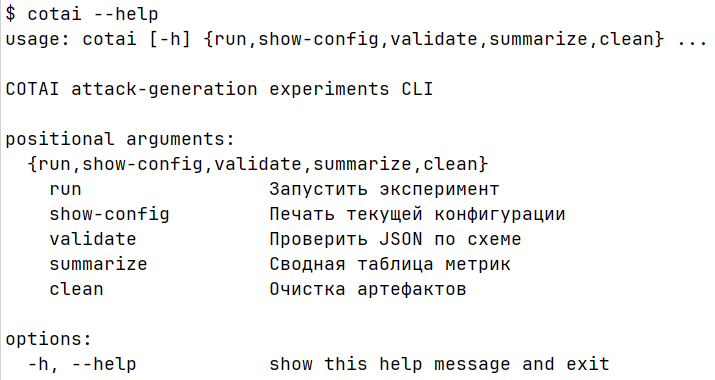 $ cotai --help
usage: cotai [-h] {run,show-config,validate,summarize,clean} ...
COTAI attack-generation experiments CLI
positional arguments:
{run,show-config,validate,summarize,clean}
run Запустить эксперимент
show-config Печать текущей конфигурации
validate Проверить JSON по схеме
summarize Сводная таблица метрик
clean Очистка артефактов
options:
-h, --help show this help message and exit